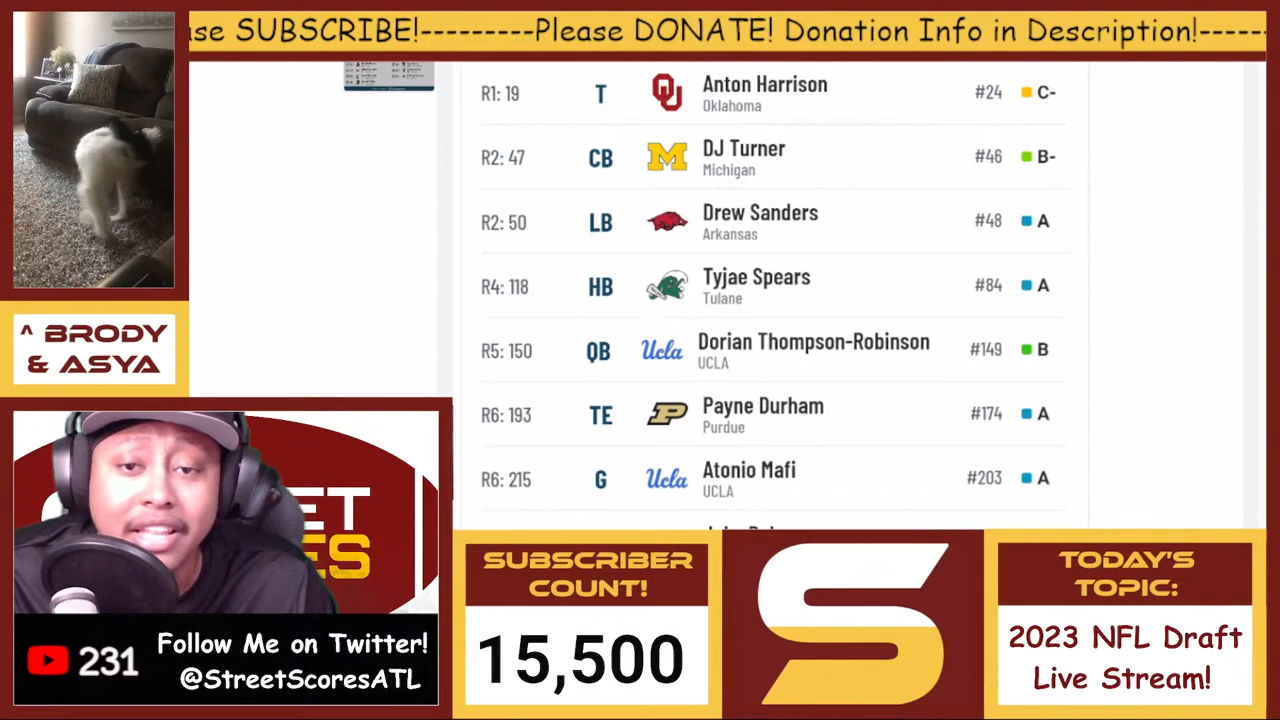 se SUBSCRIBE!---------Please DONATE! Donation Info in Description!-----
R1: 19 T OU Anton Harrison #24 C-
Oklahoma
R2: 47 CB M DJ Turner #46 B-
Michigan
R2: 50 LB Drew Sanders #48 A
Arkansas
R4: 118 HB Tyjae Spears #84 A
Tulane
R5: 150 QB Ucla Dorian Thompson-Robinson #149 B
UCLA
R6: 193 TE P Payne Durham #174 A
Purdue
R6: 215 G Ucla Atonio Mafi #203 A
UCLA
^ BRODY
& ASYA
ET
ES
231
Follow Me on Twitter!
@StreetScoresATL
SUBSCRIBER
COUNT!
15,500
S
TODAY'S
TOPIC:
2023 NFL Draft
Live Stream!